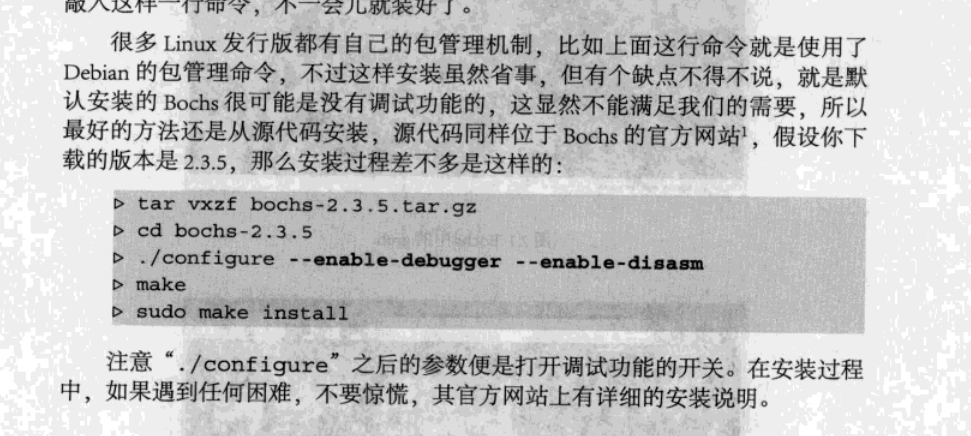 敲入这样一行命令，不一会儿就装好了。
很多 Linux 发行版都有自己的包管理机制，比如上面这行命令就是使用了
Debian 的包管理命令，不过这样安装虽然省事，但有个缺点不得不说，就是默
认安装的 Bochs 很可能是没有调试功能的，这显然不能满足我们的需要，所以
最好的方法还是从源代码安装，源代码同样位于 Bochs 的官方网站¹，假设你下
载的版本是 2.3.5，那么安装过程差不多是这样的：
▷ tar vxzf bochs-2.3.5.tar.gz
▷ cd bochs-2.3.5
▷ ./configure --enable-debugger --enable-disasm
▷ make
▷ sudo make install
注意“./configure”之后的参数便是打开调试功能的开关。在安装过程
中，如果遇到任何困难，不要惊慌，其官方网站上有详细的安装说明。